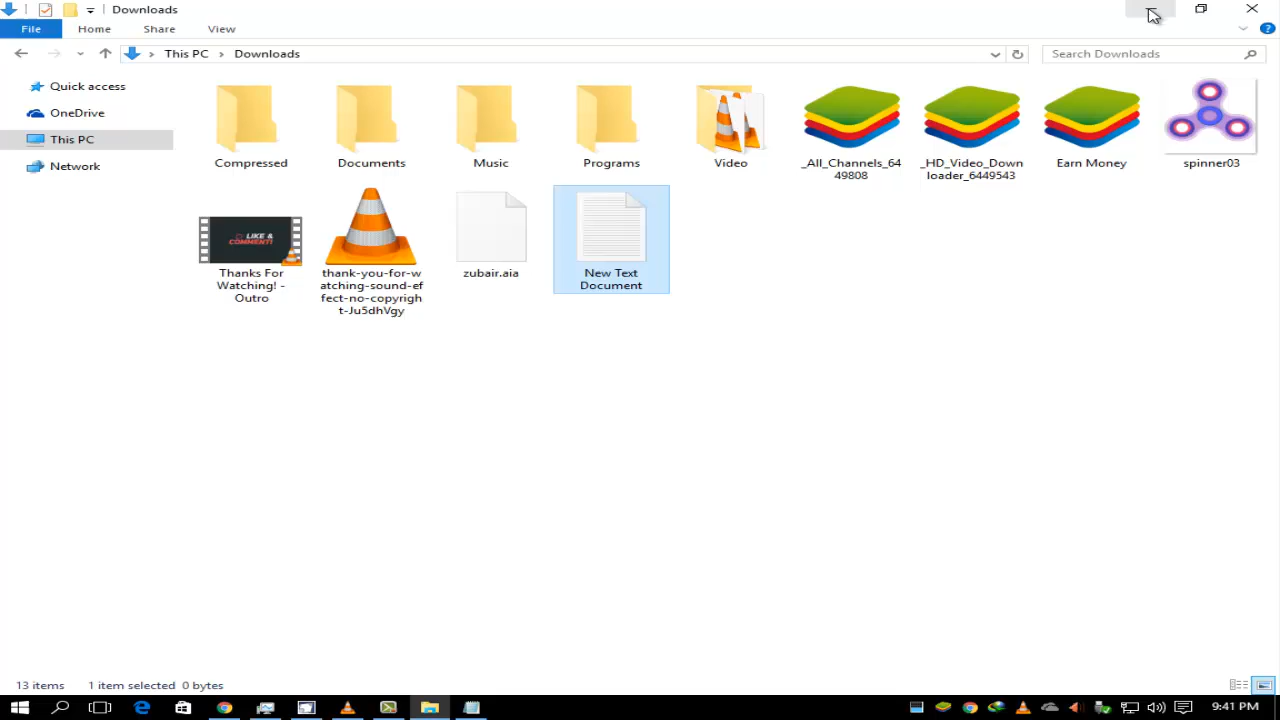 Downloads
File Home Share View
This PC Downloads
Search Downloads
Quick access
OneDrive
This PC
Network
Compressed
Documents
Music
Programs
Video
_All_Channels_64
49808
_HD_Video_Down
loader_6449543
Earn Money
spinner03
LIKE &
COMMENT!
Thanks For
Watching! -
Outro
thank-you-for-w
atching-sound-ef
fect-no-copyrigh
t-Ju5dhVgy
zubair.aia
New Text
Document
13 items 1 item selected 0 bytes
9:41 PM